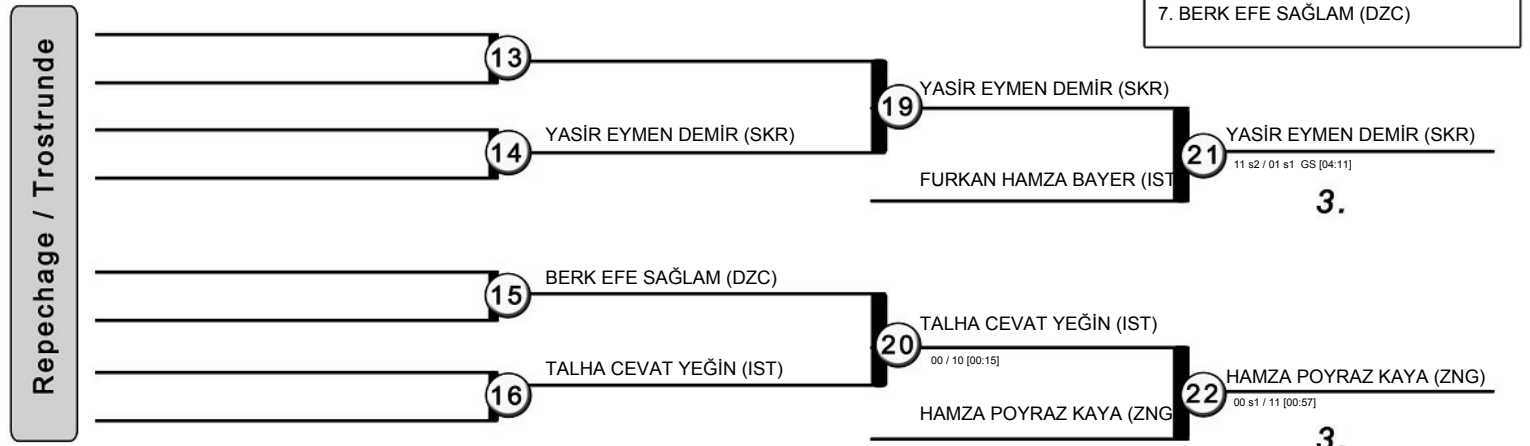 7. BERK EFE SAĞLAM (DZC)
Repechage / Trostrunde
13
YASİR EYMEN DEMİR (SKR)
19
YASİR EYMEN DEMİR (SKR)
14
YASİR EYMEN DEMİR (SKR)
21
11 s2 / 01 s1 GS [04:11]
FURKAN HAMZA BAYER (IST
3.
BERK EFE SAĞLAM (DZC)
15
TALHA CEVAT YEĞİN (IST)
20
00 / 10 [00:15]
TALHA CEVAT YEĞİN (IST)
16
HAMZA POYRAZ KAYA (ZNG)
22
00 s1 / 11 [00:57]
HAMZA POYRAZ KAYA (ZNG
3.